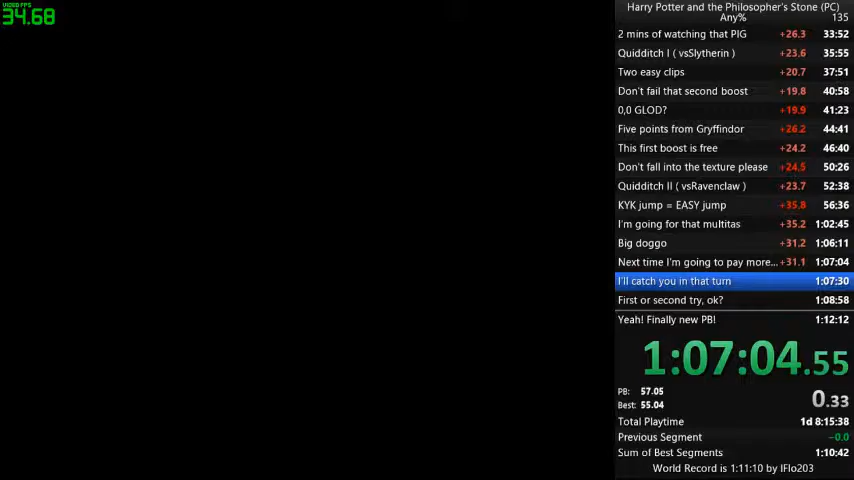 VIDEO FPS
34.68
Harry Potter and the Philosopher's Stone (PC)
Any% 135
2 mins of watching that PIG +26.3 33:52
Quidditch I ( vsSlytherin ) +23.6 35:55
Two easy clips +20.7 37:51
Don't fail that second boost +19.8 40:58
0,0 GLOD? +19.9 41:23
Five points from Gryffindor +26.2 44:41
This first boost is free +24.2 46:40
Don't fall into the texture please +24.5 50:26
Quidditch II ( vsRavenclaw ) +23.7 52:38
KYK jump = EASY jump +35.8 56:36
I'm going for that multitas +35.2 1:02:45
Big doggo +31.2 1:06:11
Next time I'm going to pay more... +31.1 1:07:04
I'll catch you in that turn 1:07:30
First or second try, ok? 1:08:58
Yeah! Finally new PB! 1:12:12
1:07:04.55
PB: 57.05
Best: 55.04
0.33
Total Playtime 1d 8:15:38
Previous Segment -0.0
Sum of Best Segments 1:10:42
World Record is 1:11:10 by IFlo203